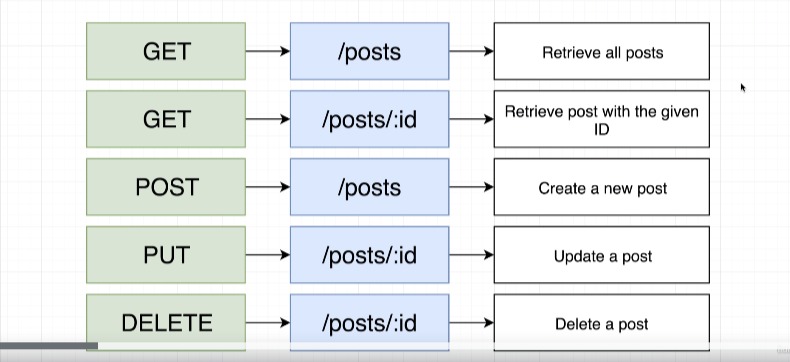 GET
/posts
Retrieve all posts
GET
/posts/:id
Retrieve post with the given
ID
POST
/posts
Create a new post
PUT
/posts/:id
Update a post
DELETE
/posts/:id
Delete a post